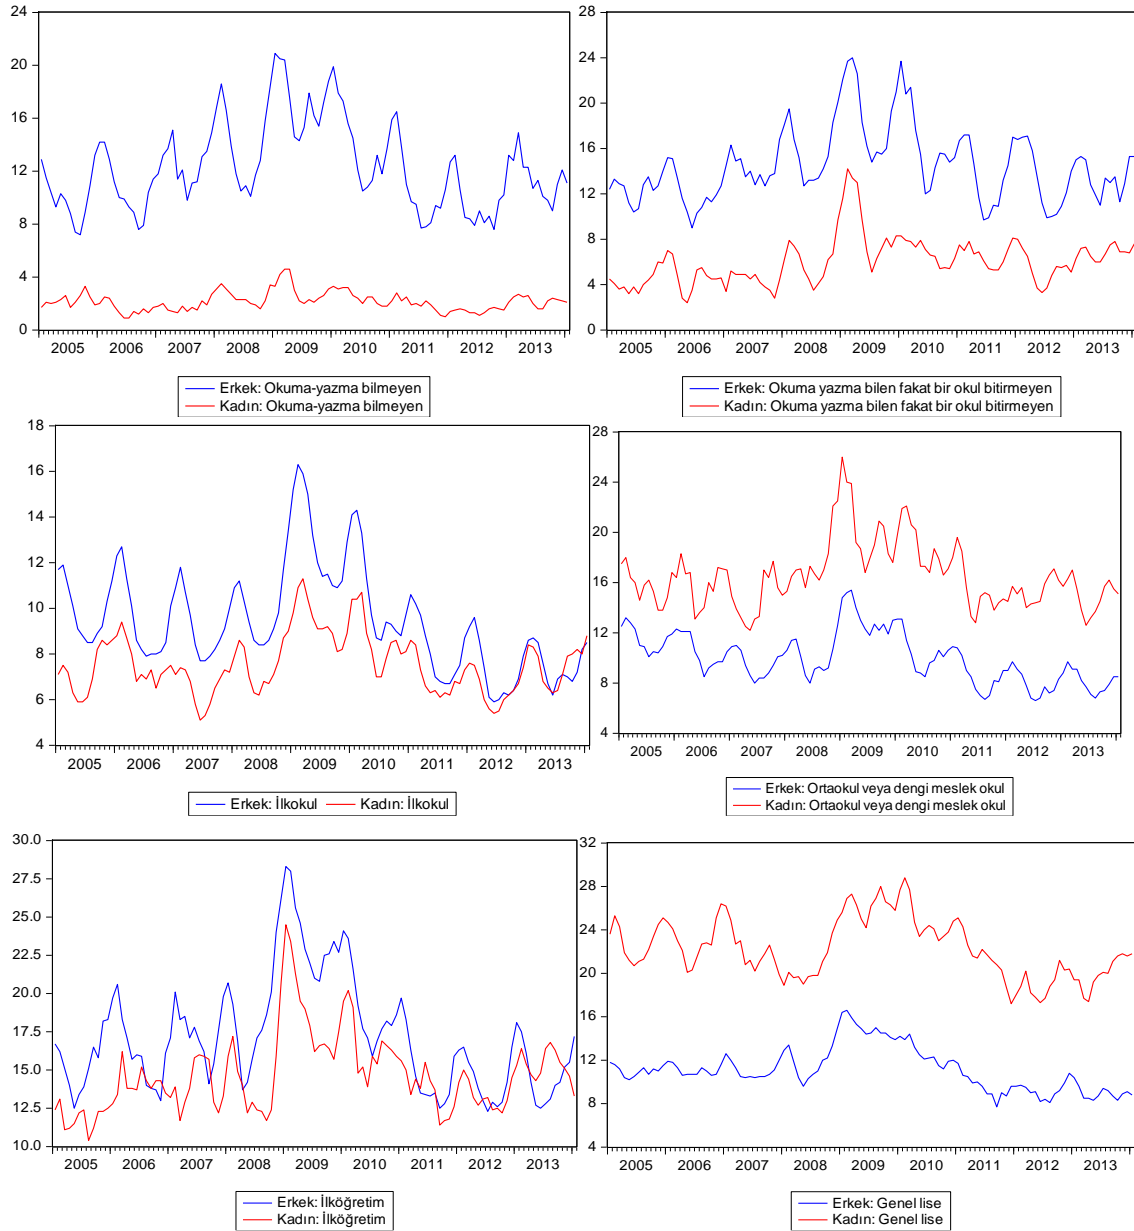 24
20
16
12
8
4
0
2005 2006 2007 2008 2009 2010 2011 2012 2013
Erkek: Okuma-yazma bilmeyen
Kadın: Okuma-yazma bilmeyen
28
24
20
16
12
8
4
0
2005 2006 2007 2008 2009 2010 2011 2012 2013
Erkek: Okuma yazma bilen fakat bir okul bitirmeyen
Kadın: Okuma yazma bilen fakat bir okul bitirmeyen
18
16
14
12
10
8
6
4
2005 2006 2007 2008 2009 2010 2011 2012 2013
Erkek: İlkokul Kadın: İlkokul
28
24
20
16
12
8
4
2005 2006 2007 2008 2009 2010 2011 2012 2013
Erkek: Ortaokul veya dengi meslek okul
Kadın: Ortaokul veya dengi meslek okul
30.0
27.5
25.0
22.5
20.0
17.5
15.0
12.5
10.0
2005 2006 2007 2008 2009 2010 2011 2012 2013
Erkek: İlköğretim
Kadın: İlköğretim
32
28
24
20
16
12
8
4
2005 2006 2007 2008 2009 2010 2011 2012 2013
Erkek: Genel lise
Kadın: Genel lise